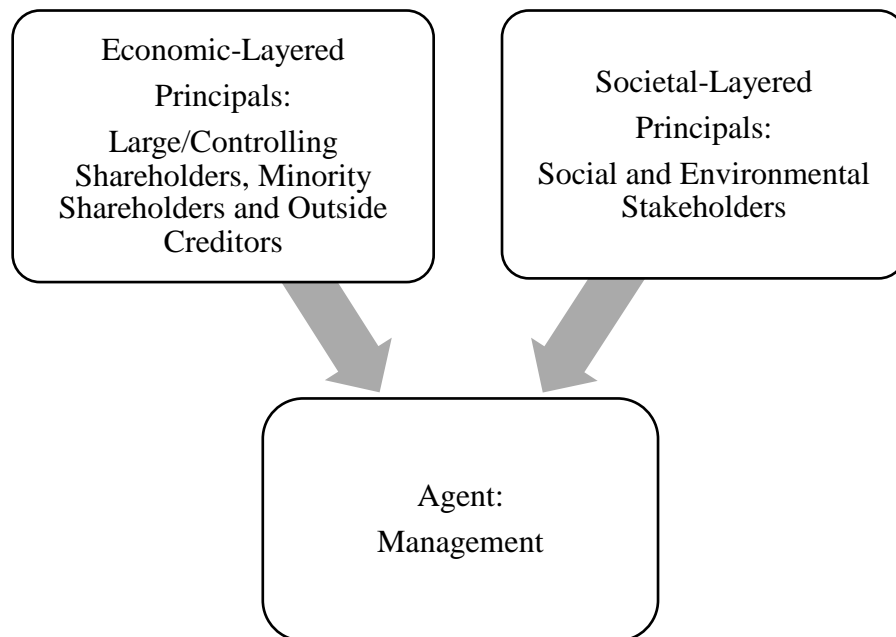 Economic-Layered
Principals:
Large/Controlling
Shareholders, Minority
Shareholders and Outside
Creditors
Societal-Layered
Principals:
Social and Environmental
Stakeholders
Agent:
Management